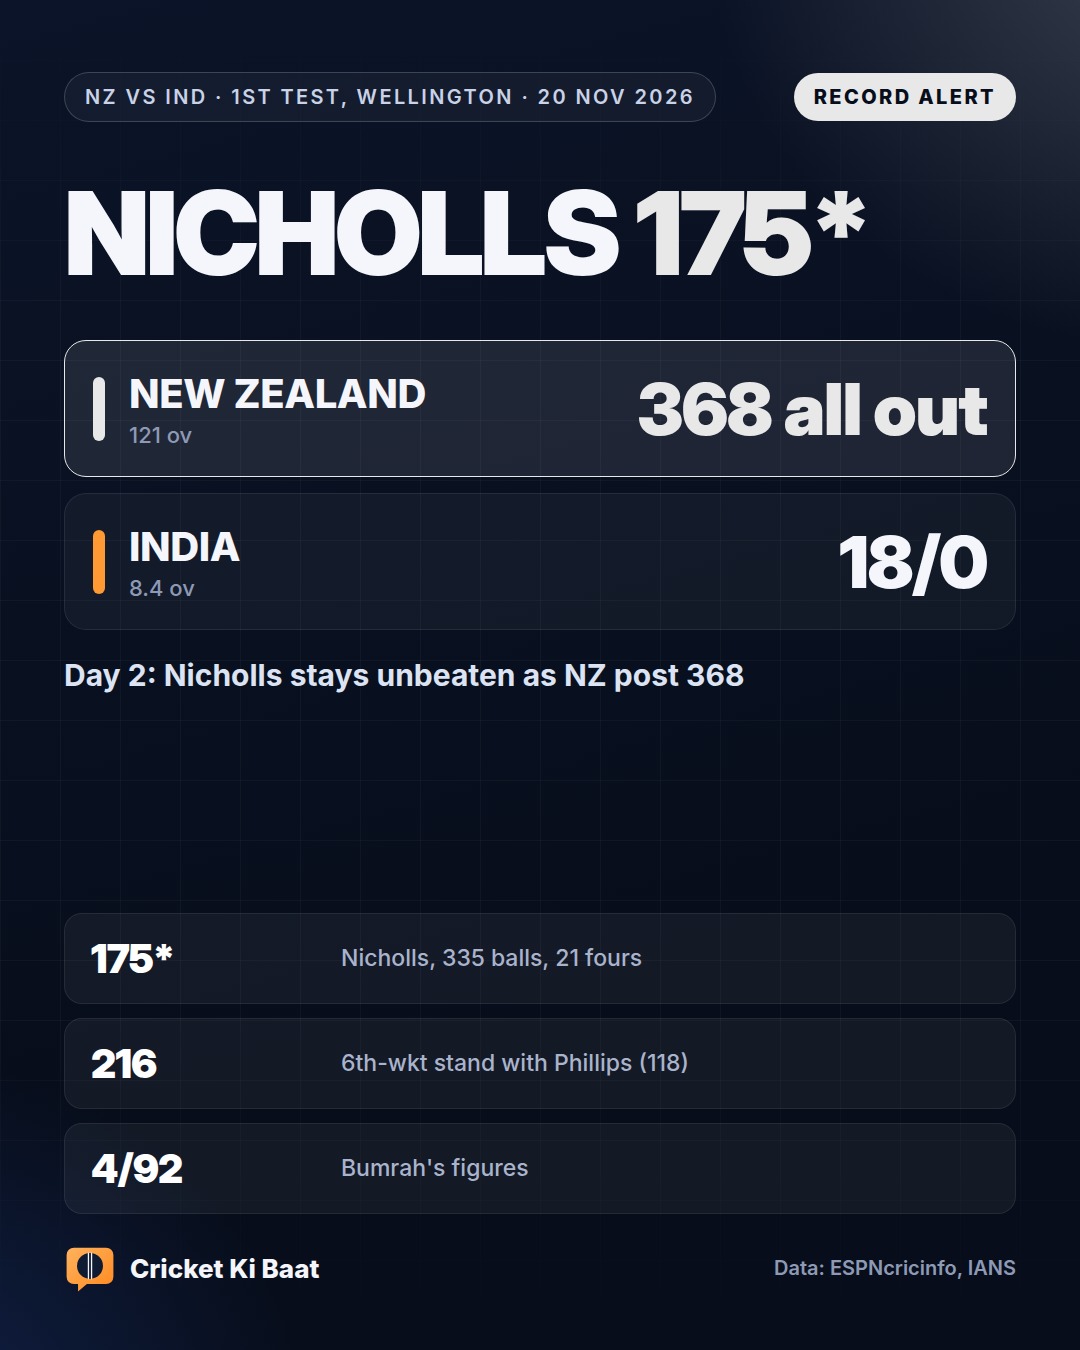 NZ VS IND · 1ST TEST, WELLINGTON · 20 NOV 2026
RECORD ALERT
NICHOLLS 175*
NEW ZEALAND
121 ov
368 all out
INDIA
8.4 ov
18/0
Day 2: Nicholls stays unbeaten as NZ post 368
175*
Nicholls, 335 balls, 21 fours
216
6th-wkt stand with Phillips (118)
4/92
Bumrah's figures
Cricket Ki Baat
Data: ESPNcricinfo, IANS